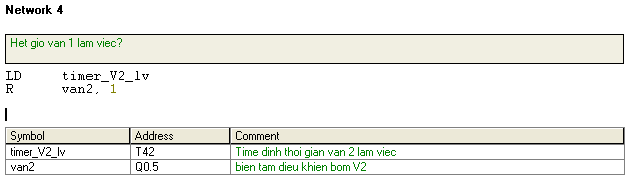 Network 4
Het gio van 1 lam viec?
LD timer_V2_lv
R van2, 1
Symbol Address Comment
timer_V2_lv T42 Time dinh thoi gian van 2 lam viec
van2 Q0.5 bien tam dieu khien bom V2